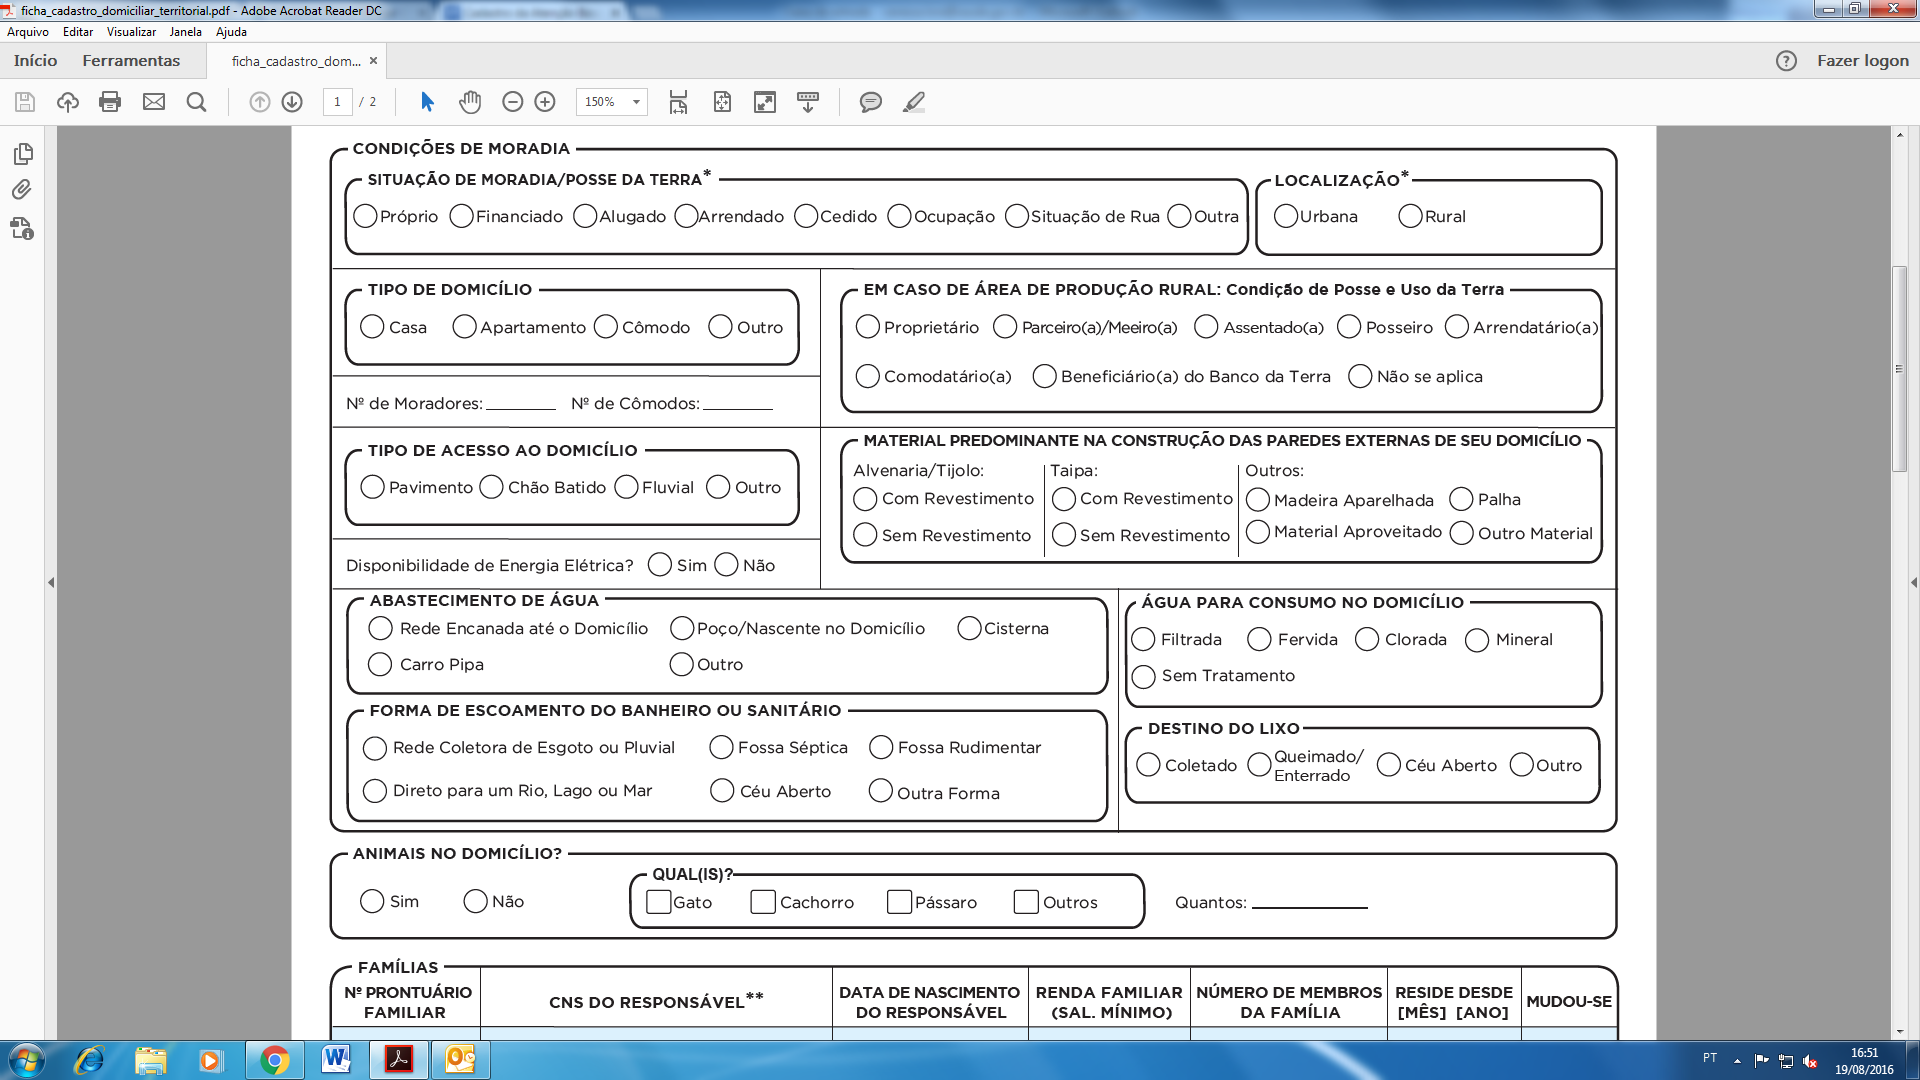 ficha_cadastro_domiciliar_territorial.pdf - Adobe Acrobat Reader DC
Arquivo Editar Visualizar Janela Ajuda
Início Ferramentas ficha_cadastro_dom... × Fazer logon
1 / 2 150%
CONDIÇÕES DE MORADIA
SITUAÇÃO DE MORADIA/POSSE DA TERRA* LOCALIZAÇÃO*
Próprio Financiado Alugado Arrendado Cedido Ocupação Situação de Rua Outra Urbana Rural
TIPO DE DOMICÍLIO
Casa Apartamento Cômodo Outro
Nº de Moradores: Nº de Cômodos:
EM CASO DE ÁREA DE PRODUÇÃO RURAL: Condição de Posse e Uso da Terra
Proprietário Parceiro(a)/Meeiro(a) Assentado(a) Posseiro Arrendatário(a)
Comodatário(a) Beneficiário(a) do Banco da Terra Não se aplica
TIPO DE ACESSO AO DOMICÍLIO
Pavimento Chão Batido Fluvial Outro
Disponibilidade de Energia Elétrica? Sim Não
MATERIAL PREDOMINANTE NA CONSTRUÇÃO DAS PAREDES EXTERNAS DE SEU DOMICÍLIO
Alvenaria/Tijolo: Taipa: Outros:
Com Revestimento Com Revestimento Madeira Aparelhada Palha
Sem Revestimento Sem Revestimento Material Aproveitado Outro Material
ABASTECIMENTO DE ÁGUA
Rede Encanada até o Domicílio Poço/Nascente no Domicílio Cisterna
Carro Pipa Outro
ÁGUA PARA CONSUMO NO DOMICÍLIO
Filtrada Fervida Clorada Mineral
Sem Tratamento
FORMA DE ESCOAMENTO DO BANHEIRO OU SANITÁRIO
Rede Coletora de Esgoto ou Pluvial Fossa Séptica Fossa Rudimentar
Direto para um Rio, Lago ou Mar Céu Aberto Outra Forma
DESTINO DO LIXO
Coletado Queimado/ Céu Aberto Outro
Enterrado
ANIMAIS NO DOMICÍLIO?
QUAL(IS)?
Sim Não Gato Cachorro Pássaro Outros Quantos:
FAMÍLIAS
Nº PRONTUÁRIO CNS DO RESPONSÁVEL** DATA DE NASCIMENTO RENDA FAMILIAR NÚMERO DE MEMBROS RESIDE DESDE MUDOU-SE
FAMILIAR DO RESPONSÁVEL (SAL. MÍNIMO) DA FAMÍLIA [MÊS] [ANO]
PT 16:51
19/08/2016